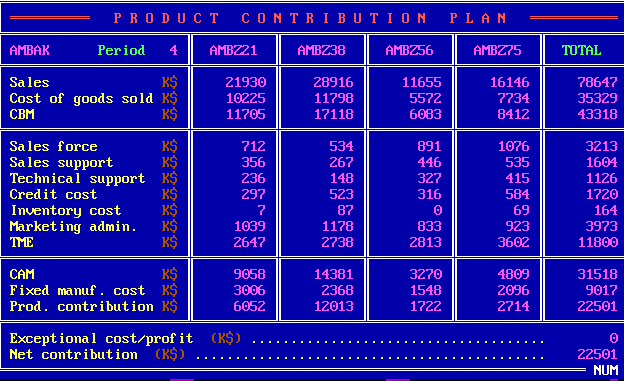 PRODUCT CONTRIBUTION PLAN
AMBAK Period 4 AMBZ21 AMBZ38 AMBZ56 AMBZ75 TOTAL
Sales K$ 21930 28916 11655 16146 78647
Cost of goods sold K$ 10225 11798 5572 7734 35329
CBM K$ 11705 17118 6083 8412 43318
Sales force K$ 712 534 891 1076 3213
Sales support K$ 356 267 446 535 1604
Technical support K$ 236 148 327 415 1126
Credit cost K$ 297 523 316 584 1720
Inventory cost K$ 7 87 0 69 164
Marketing admin. K$ 1039 1178 833 923 3973
TME K$ 2647 2738 2813 3602 11800
CAM K$ 9058 14381 3270 4809 31518
Fixed manuf. cost K$ 3006 2368 1548 2096 9017
Prod. contribution K$ 6052 12013 1722 2714 22501
Exceptional cost/profit (K$) ..................................... 0
Net contribution (K$) ............................................ 22501
NUM